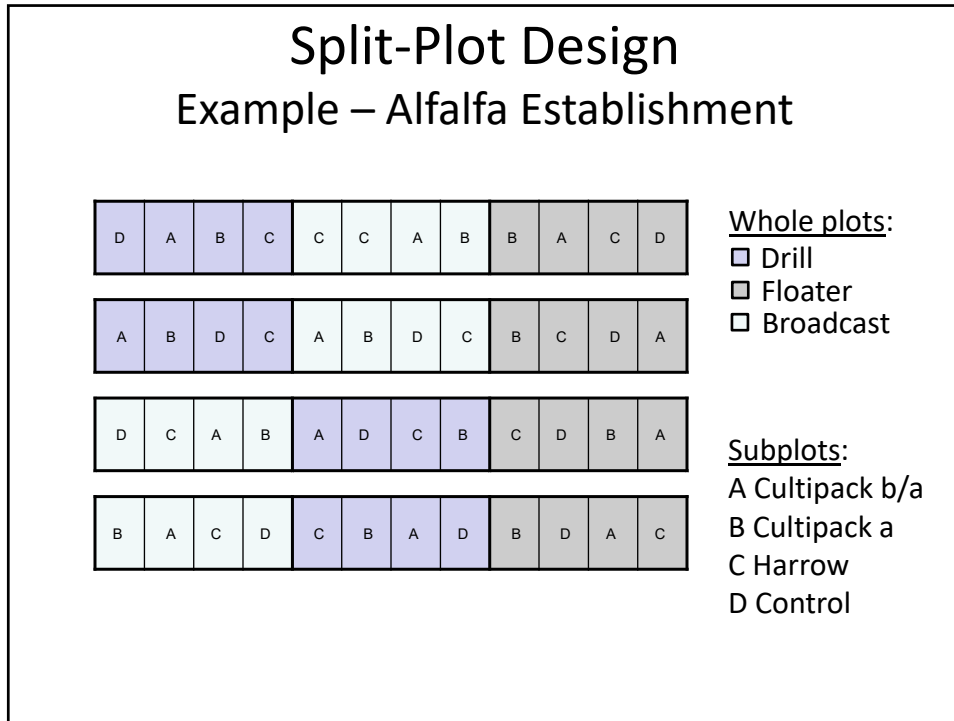 Split-Plot Design
Example – Alfalfa Establishment
D A B C C C A B B A C D
A B D C A B D C B C D A
D C A B A D C B C D B A
B A C D C B A D B D A C
Whole plots:
Drill
Floater
Broadcast
Subplots:
A Cultipack b/a
B Cultipack a
C Harrow
D Control